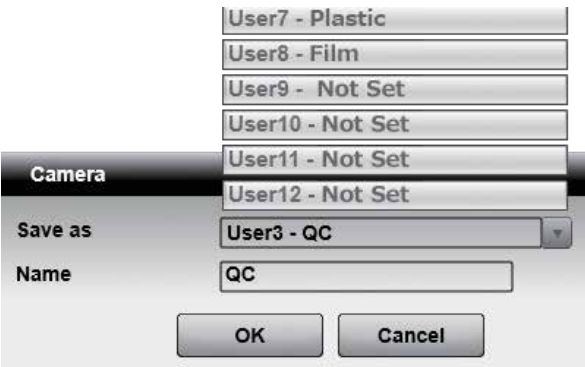 User7 - Plastic
User8 - Film
User9 - Not Set
User10 - Not Set
User11 - Not Set
Camera
User12 - Not Set
Save as
User3 - QC
Name
QC
OK
Cancel